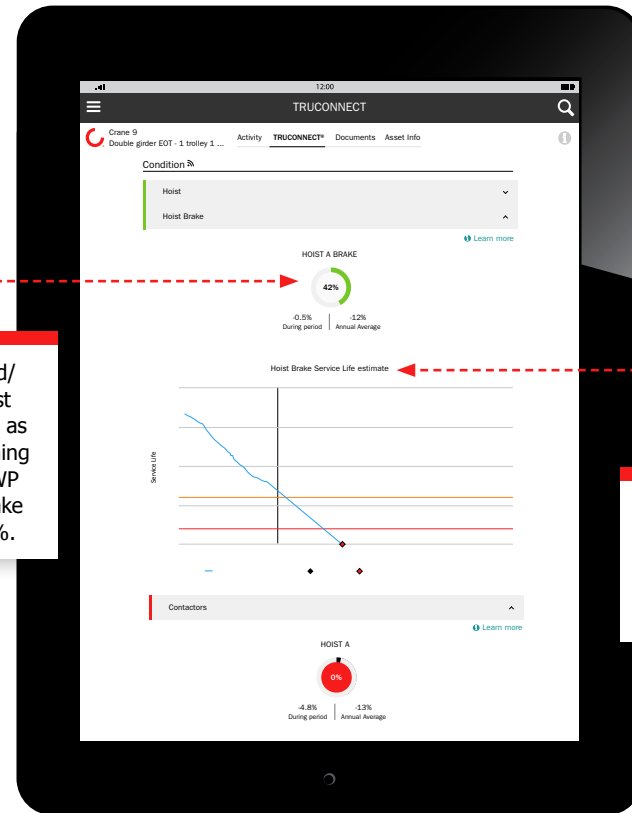 12:00
TRUCONNECT
Crane 9
Double girder EOT - 1 trolley 1 ...
Activity TRUCONNECT® Documents Asset Info
Condition
Hoist
Hoist Brake
Learn more
HOIST A BRAKE
42%
-0.5% -12%
During period Annual Average
Hoist Brake Service Life estimate
Service Life
Contactors
Learn more
HOIST A
0%
-4.8% -13%
During period Annual Average
d/
st
as
ing
WP
ake
%.